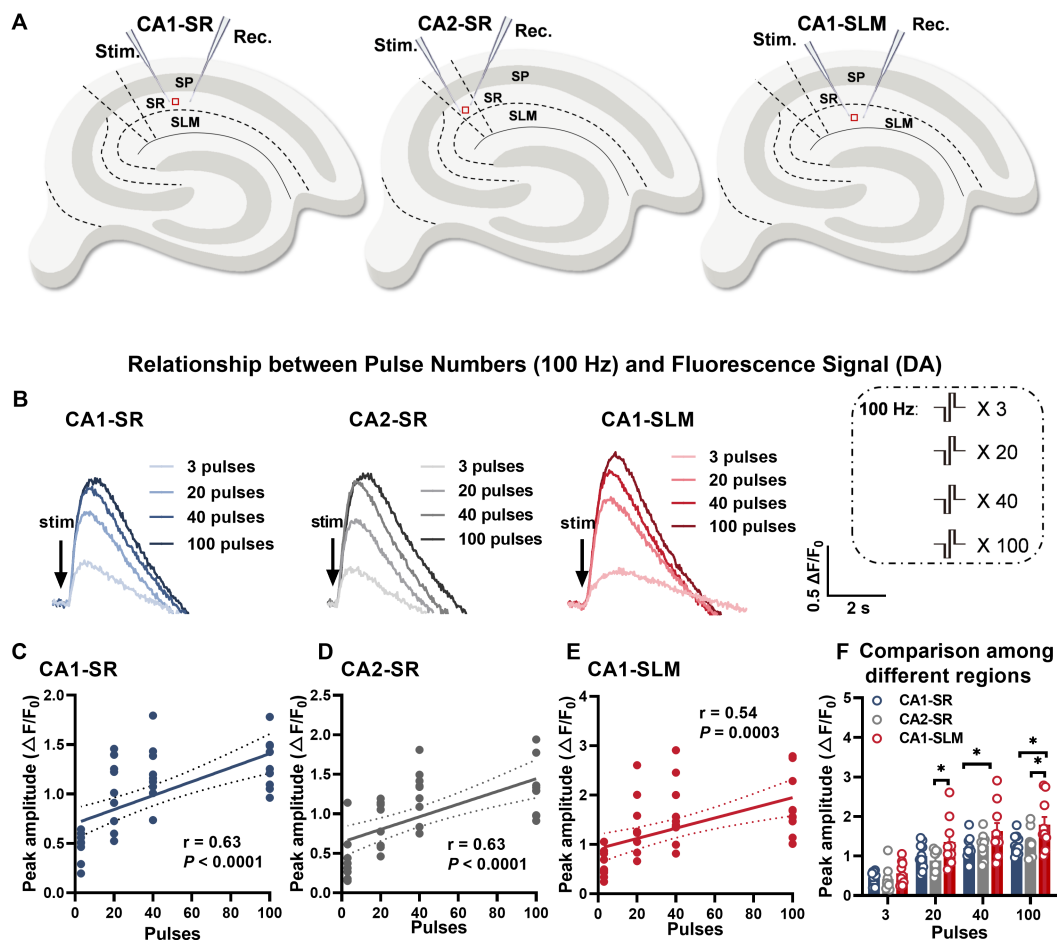 A
CA1-SR
Stim.
Rec.
SP
SR
SLM
CA2-SR
Stim.
Rec.
SP
SR
SLM
CA1-SLM
Stim.
Rec.
SP
SR
SLM
Relationship between Pulse Numbers (100 Hz) and Fluorescence Signal (DA)
B
CA1-SR
stim
3 pulses
20 pulses
40 pulses
100 pulses
CA2-SR
stim
3 pulses
20 pulses
40 pulses
100 pulses
CA1-SLM
stim
3 pulses
20 pulses
40 pulses
100 pulses
100 Hz:
X 3
X 20
X 40
X 100
0.5 ΔF/F0
2 s
C
CA1-SR
Peak amplitude (△F/F0)
2.0
1.5
1.0
0.5
0.0
r = 0.63
P < 0.0001
0 20 40 60 80 100
Pulses
D
CA2-SR
Peak amplitude (△F/F0)
2.5
2.0
1.5
1.0
0.5
0.0
r = 0.63
P < 0.0001
0 20 40 60 80 100
Pulses
E
CA1-SLM
Peak amplitude (△F/F0)
4
3
2
1
0
r = 0.54
P = 0.0003
0 20 40 60 80 100
Pulses
F
Comparison among
different regions
Peak amplitude (△F/F0)
5
4
3
2
1
0
CA1-SR
CA2-SR
CA1-SLM
*
*
*
*
3 20 40 100
Pulses